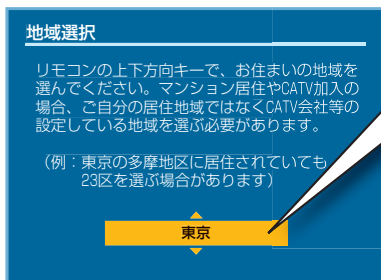 地域選択
リモコンの上下方向キーで、お住まいの地域を
選んでください。マンション居住やCATV加入の
場合、ご自分の居住地域ではなくCATV会社等の
設定している地域を選ぶ必要があります。
（例：東京の多摩地区に居住されていても
23区を選ぶ場合があります）
東京